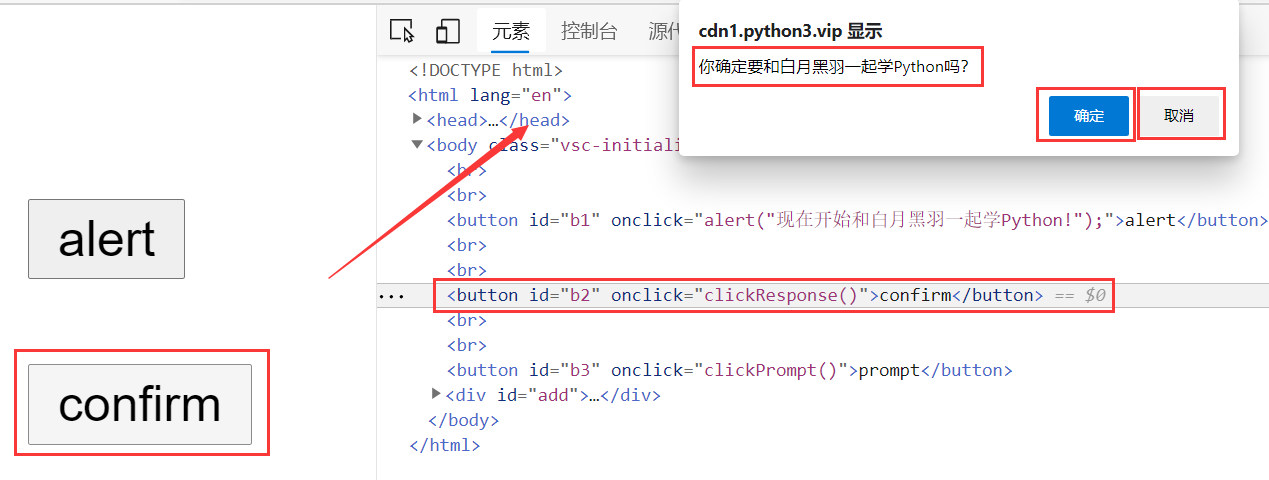 alert
confirm
元素 控制台 源代
<!DOCTYPE html>
<html lang="en">
<head>…</head>
<body class="vsc-initiali
<br>
<br>
<button id="b1" onclick="alert("现在开始和白月黑羽一起学Python!");">alert</button>
<br>
<br>
<button id="b2" onclick="clickResponse()">confirm</button> == $0
<br>
<br>
<button id="b3" onclick="clickPrompt()">prompt</button>
<div id="add">…</div>
</body>
</html>
cdn1.python3.vip 显示
你确定要和白月黑羽一起学Python吗?
确定 取消